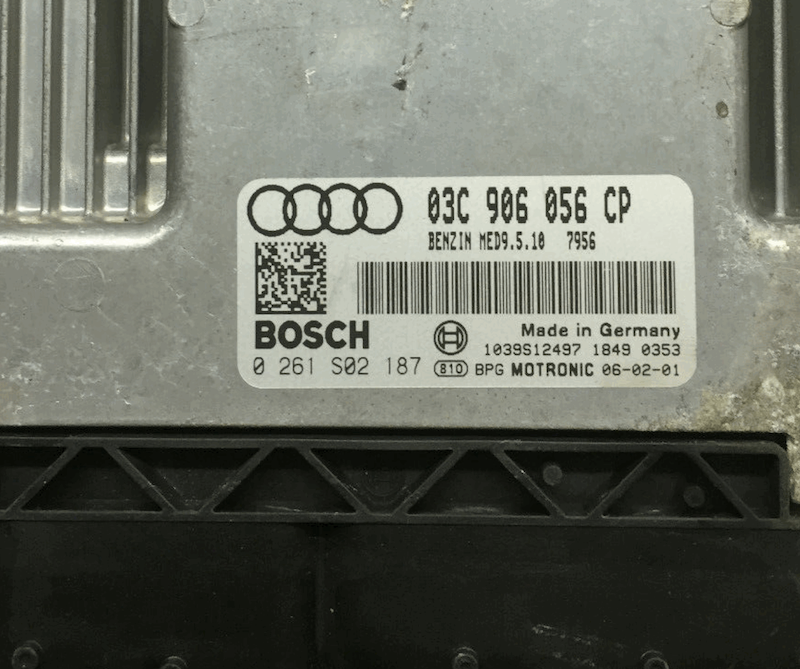 03C 906 056 CP
BENZIN MED9.5.10 7956
BOSCH
Made in Germany
1039S12497 1849 0353
0 261 S02 187 810 BPG MOTRONIC 06-02-01